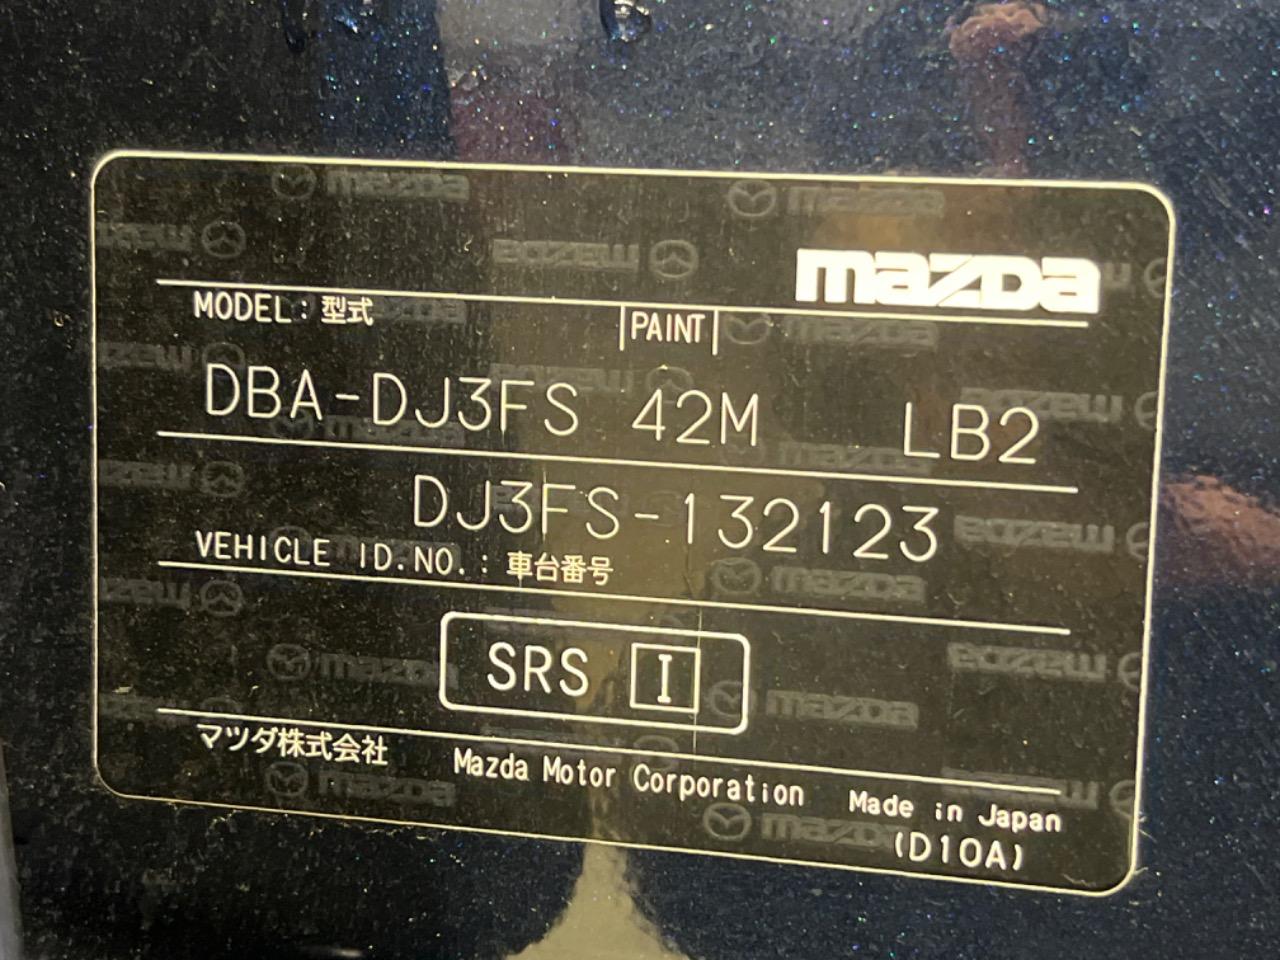 mazda
MODEL : 型式 PAINT
DBA-DJ3FS 42M LB2
DJ3FS-132123
VEHICLE ID.NO. : 車台番号
SRS I
マツダ株式会社 Mazda Motor Corporation Made in Japan
(D10A)